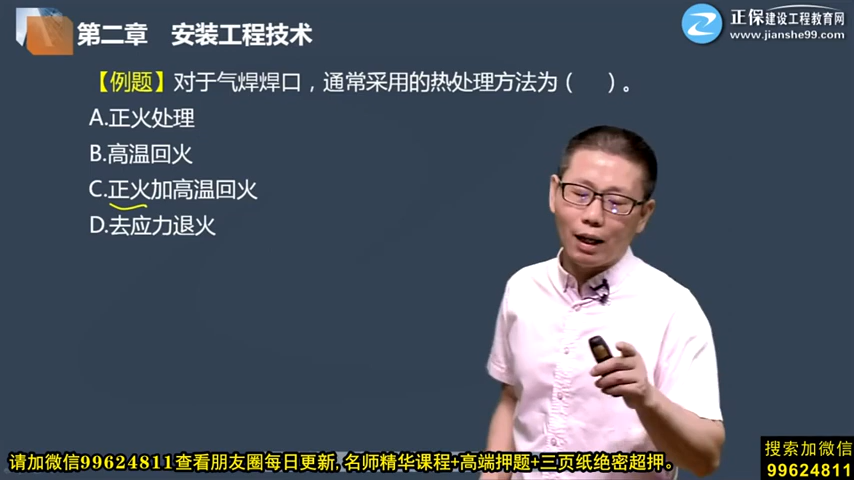 第二章 安装工程技术
正保建设工程教育网
www.jianshe99.com
【例题】对于气焊焊口，通常采用的热处理方法为（ ）。
A.正火处理
B.高温回火
C.正火加高温回火
D.去应力退火
搜索加微信
99624811
请加微信99624811查看朋友圈每日更新,名师精华课程+高端押题+三页纸绝密超押。